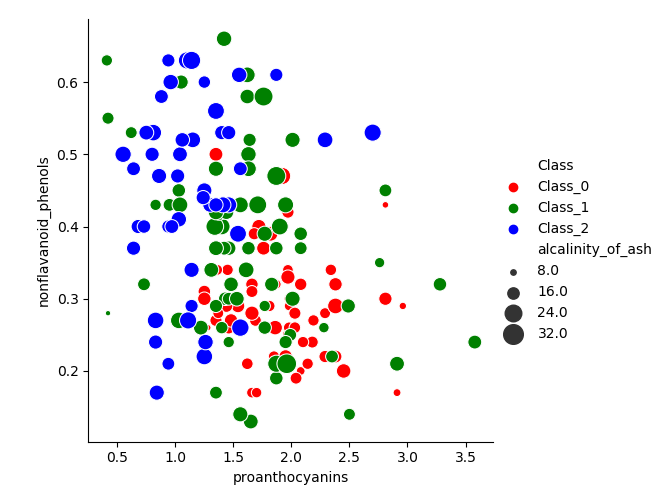 nonflavanoid_phenols
0.6
0.5
0.4
0.3
0.2
0.5 1.0 1.5 2.0 2.5 3.0 3.5
proanthocyanins
Class
Class_0
Class_1
Class_2
alcalinity_of_ash
8.0
16.0
24.0
32.0